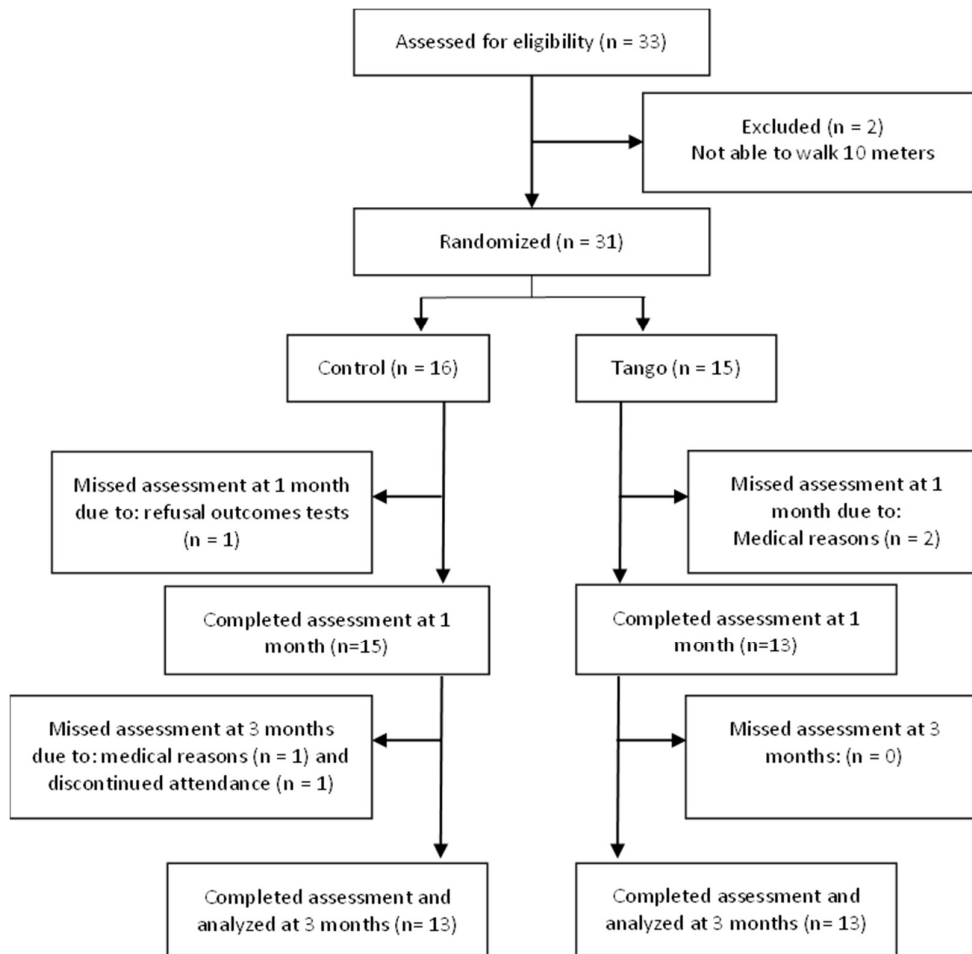 Assessed for eligibility (n = 33)
Excluded (n = 2)
Not able to walk 10 meters
Randomized (n = 31)
Control (n = 16)
Tango (n = 15)
Missed assessment at 1 month
due to: refusal outcomes tests
(n = 1)
Missed assessment at 1
month due to:
Medical reasons (n = 2)
Completed assessment at 1
month (n=15)
Completed assessment at 1
month (n=13)
Missed assessment at 3 months
due to: medical reasons (n = 1) and
discontinued attendance (n = 1)
Missed assessment at 3
months: (n = 0)
Completed assessment and
analyzed at 3 months (n= 13)
Completed assessment and
analyzed at 3 months (n= 13)